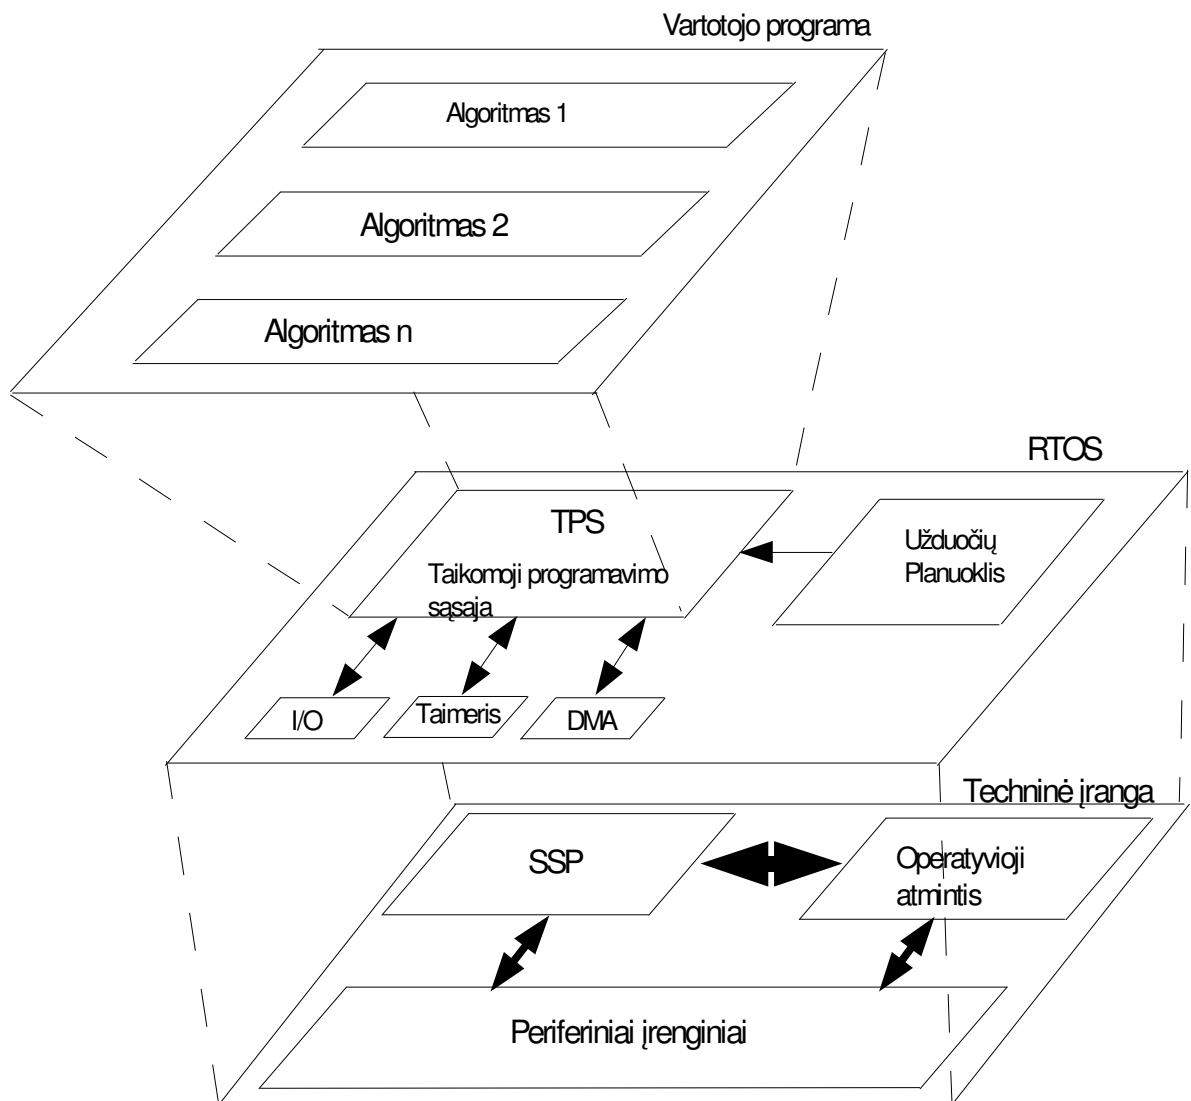 Vartotojo programa
Algoritmas 1
Algoritmas 2
Algoritmas n
RTOS
TPS
Taikomoji programavimo
sąsaja
Užduočių
Planuoklis
I/O
Taimeris
DMA
Techninė įranga
SSP
Operatyvioji
atmintis
Periferiniai įrenginiai